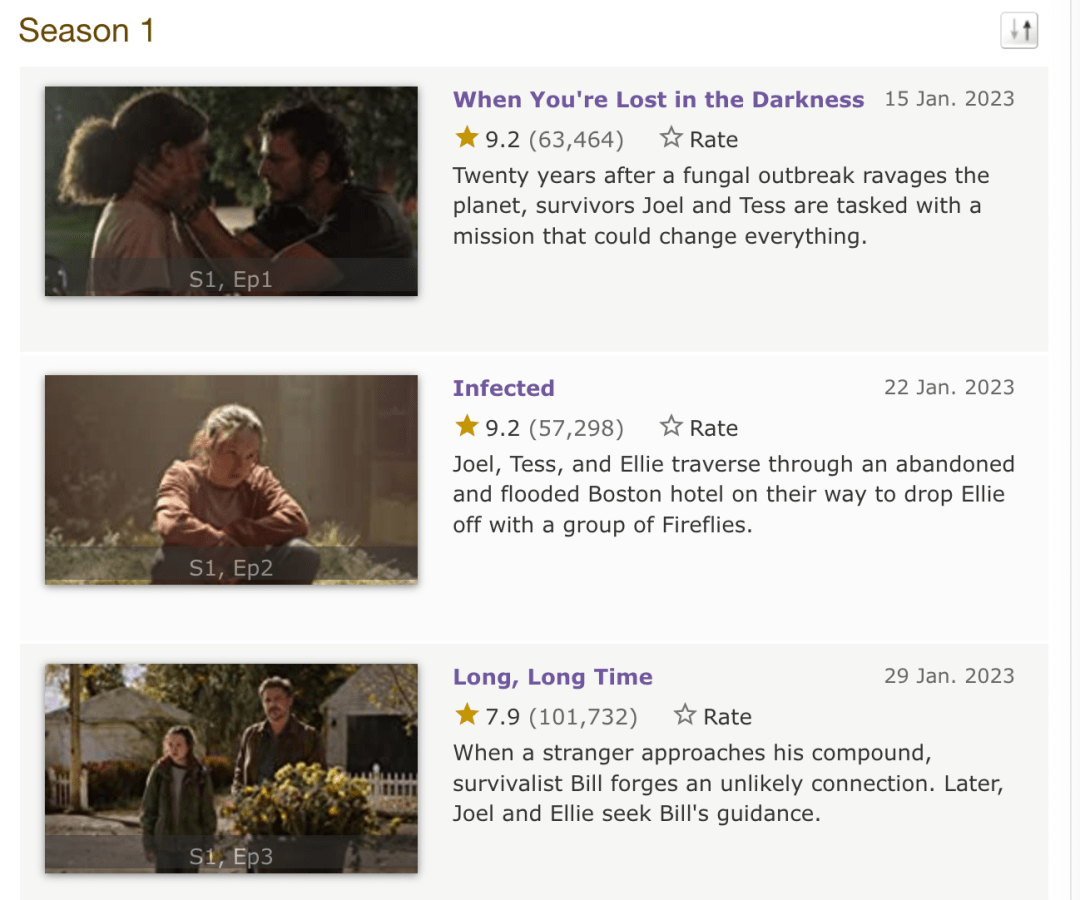 Season 1
When You're Lost in the Darkness 15 Jan. 2023
9.2 (63,464) Rate
Twenty years after a fungal outbreak ravages the
planet, survivors Joel and Tess are tasked with a
mission that could change everything.
S1, Ep1
Infected 22 Jan. 2023
9.2 (57,298) Rate
Joel, Tess, and Ellie traverse through an abandoned
and flooded Boston hotel on their way to drop Ellie
off with a group of Fireflies.
S1, Ep2
Long, Long Time 29 Jan. 2023
7.9 (101,732) Rate
When a stranger approaches his compound,
survivalist Bill forges an unlikely connection. Later,
Joel and Ellie seek Bill's guidance.
S1, Ep3